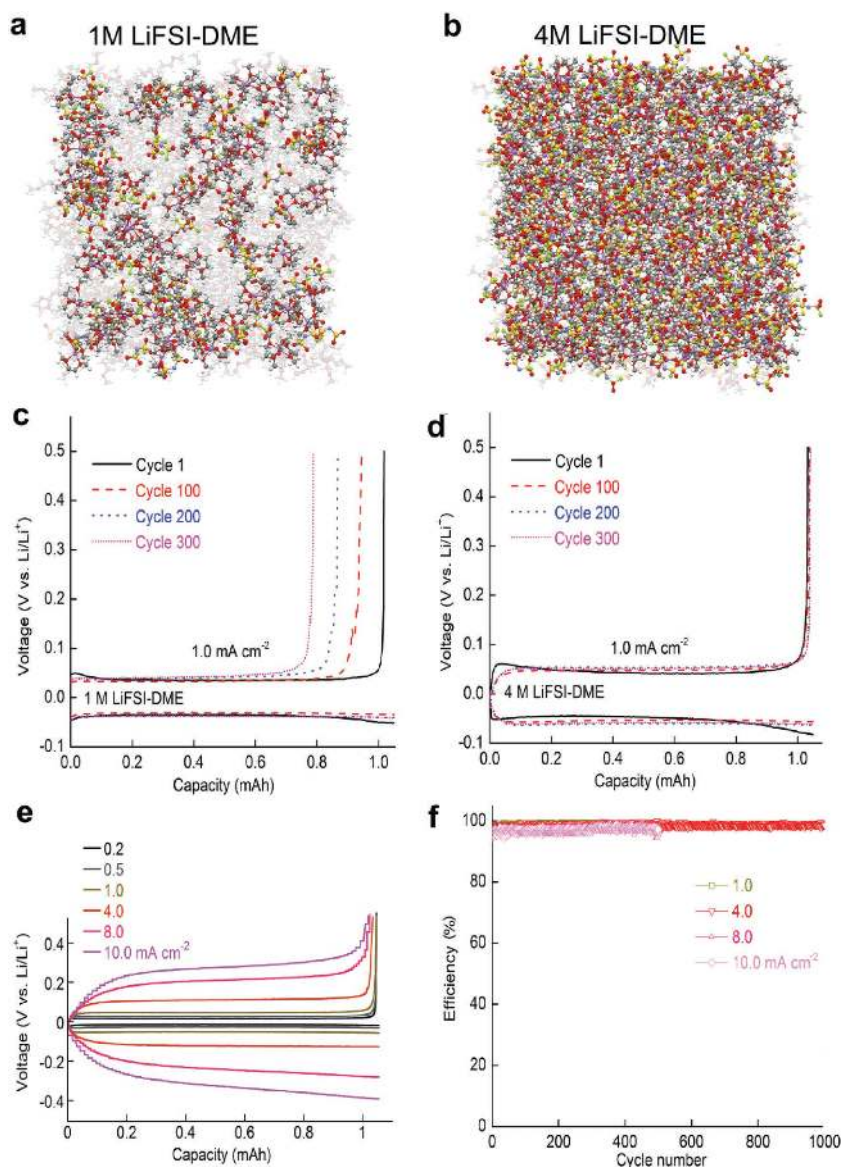 a
1M LiFSI-DME
b
4M LiFSI-DME
c
0.5
0.4
0.3
0.2
0.1
0.0
-0.1
Voltage (V vs. Li/Li⁺)
Cycle 1
Cycle 100
Cycle 200
Cycle 300
1.0 mA cm⁻²
1 M LiFSI-DME
0.0 0.2 0.4 0.6 0.8 1.0
Capacity (mAh)
d
0.5
0.4
0.3
0.2
0.1
0.0
-0.1
Voltage (V vs. Li/Li⁻)
Cycle 1
Cycle 100
Cycle 200
Cycle 300
1.0 mA cm⁻²
4 M LiFSI-DME
0.0 0.2 0.4 0.6 0.8 1.0
Capacity (mAh)
e
0.2
0.5
1.0
4.0
8.0
10.0 mA cm⁻²
0.4
0.2
0
-0.2
-0.4
Voltage (V vs. Li/Li⁺)
0 0.2 0.4 0.6 0.8 1
Capacity (mAh)
f
100
80
60
40
20
0
Efficiency (%)
1.0
4.0
8.0
10.0 mA cm⁻²
0 200 400 600 800 1000
Cycle number